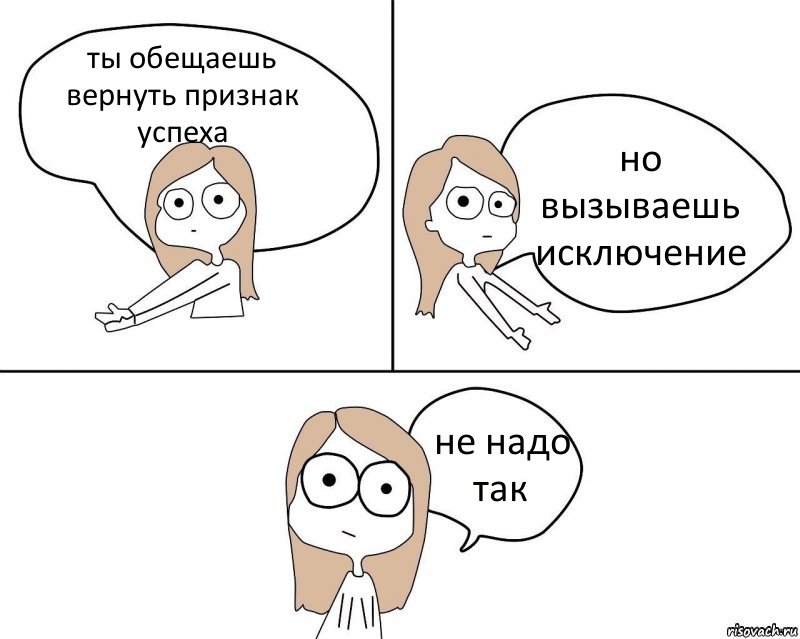 ты обещаешь
вернуть признак
успеха
но
вызываешь
исключение
не надо
так
risovach.ru